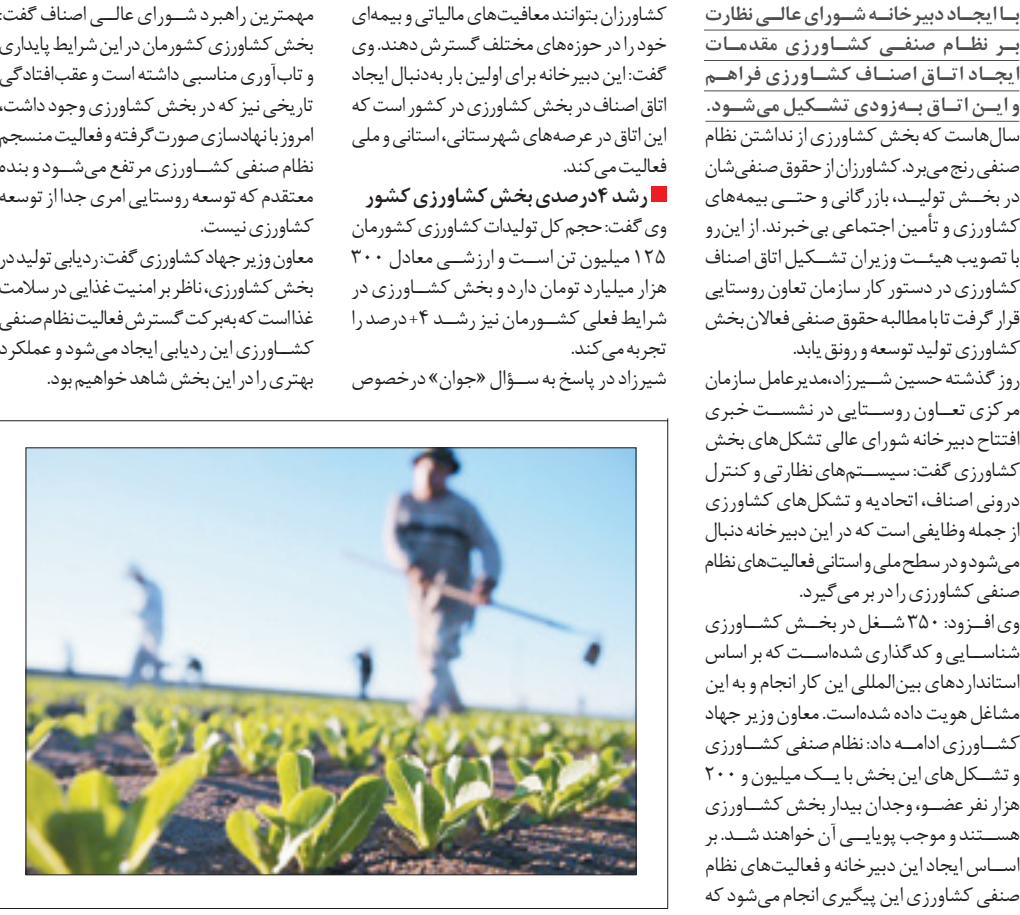 با ایجاد دبیرخانه شورای عالی نظارت
بر نظام صنفی کشاورزی مقدمات
ایجاد اتاق اصناف کشاورزی فراهم
و این اتاق به‌زودی تشکیل می‌شود.
سال‌هاست که بخش کشاورزی از نداشتن نظام
صنفی رنج می‌برد. کشاورزان از حقوق صنفی‌شان
در بخش تولید، بازرگانی و حتی بیمه‌های
کشاورزی و تأمین اجتماعی بی‌خبرند. از این‌رو
با تصویب هیئت وزیران تشکیل اتاق اصناف
کشاورزی در دستور کار سازمان تعاون روستایی
قرار گرفت تا با مطالبه حقوق صنفی فعالان بخش
کشاورزی تولید توسعه و رونق یابد.
روز گذشته حسین شیرزاد،مدیرعامل سازمان
مرکزی تعاون روستایی در نشست خبری
افتتاح دبیرخانه شورای عالی تشکل‌های بخش
کشاورزی گفت: سیستم‌های نظارتی و کنترل
درونی اصناف، اتحادیه و تشکل‌های کشاورزی
از جمله وظایفی است که در این دبیرخانه دنبال
می‌شود و در سطح ملی و استانی فعالیت‌های نظام
صنفی کشاورزی را در بر می‌گیرد.
وی افزود: ۳۵۰ شغل در بخش کشاورزی
شناسایی و کدگذاری شده‌است که بر اساس
استانداردهای بین‌المللی این کار انجام و به این
مشاغل هویت داده شده‌است. معاون وزیر جهاد
کشاورزی ادامه داد: نظام صنفی کشاورزی
و تشکل‌های این بخش با یک میلیون و ۲۰۰
هزار نفر عضو، وجدان بیدار بخش کشاورزی
هستند و موجب پویایی آن خواهند شد. بر
اساس ایجاد این دبیرخانه و فعالیت‌های نظام
صنفی کشاورزی این پیگیری انجام می‌شود که
کشاورزان بتوانند معافیت‌های مالیاتی و بیمه‌ای
خود را در حوزه‌های مختلف گسترش دهند. وی
گفت: این دبیرخانه برای اولین بار به‌دنبال ایجاد
اتاق اصناف در بخش کشاورزی در کشور است که
این اتاق در عرصه‌های شهرستانی، استانی و ملی
فعالیت می‌کند.
رشد ۴درصدی بخش کشاورزی کشور
وی گفت: حجم کل تولیدات کشاورزی کشورمان
۱۲۵ میلیون تن است و ارزشی معادل ۳۰۰
هزار میلیارد تومان دارد و بخش کشاورزی در
شرایط فعلی کشورمان نیز رشد ۴+ درصد را
تجربه می‌کند.
شیرزاد در پاسخ به سؤال «جوان» درخصوص
مهمترین راهبرد شورای عالی اصناف گفت:
بخش کشاورزی کشورمان در این شرایط پایداری
و تاب‌آوری مناسبی داشته است و عقب‌افتادگی
تاریخی نیز که در بخش کشاورزی وجود داشت،
امروز با نهادسازی صورت گرفته و فعالیت منسجم
نظام صنفی کشاورزی مرتفع می‌شود و بنده
معتقدم که توسعه روستایی امری جدا از توسعه
کشاورزی نیست.
معاون وزیر جهاد کشاورزی گفت: ردیابی تولید در
بخش کشاورزی، ناظر بر امنیت غذایی در سلامت
غذااست که به‌برکت گسترش فعالیت نظام صنفی
کشاورزی این ردیابی ایجاد می‌شود و عملکرد
بهتری را در این بخش شاهد خواهیم بود.